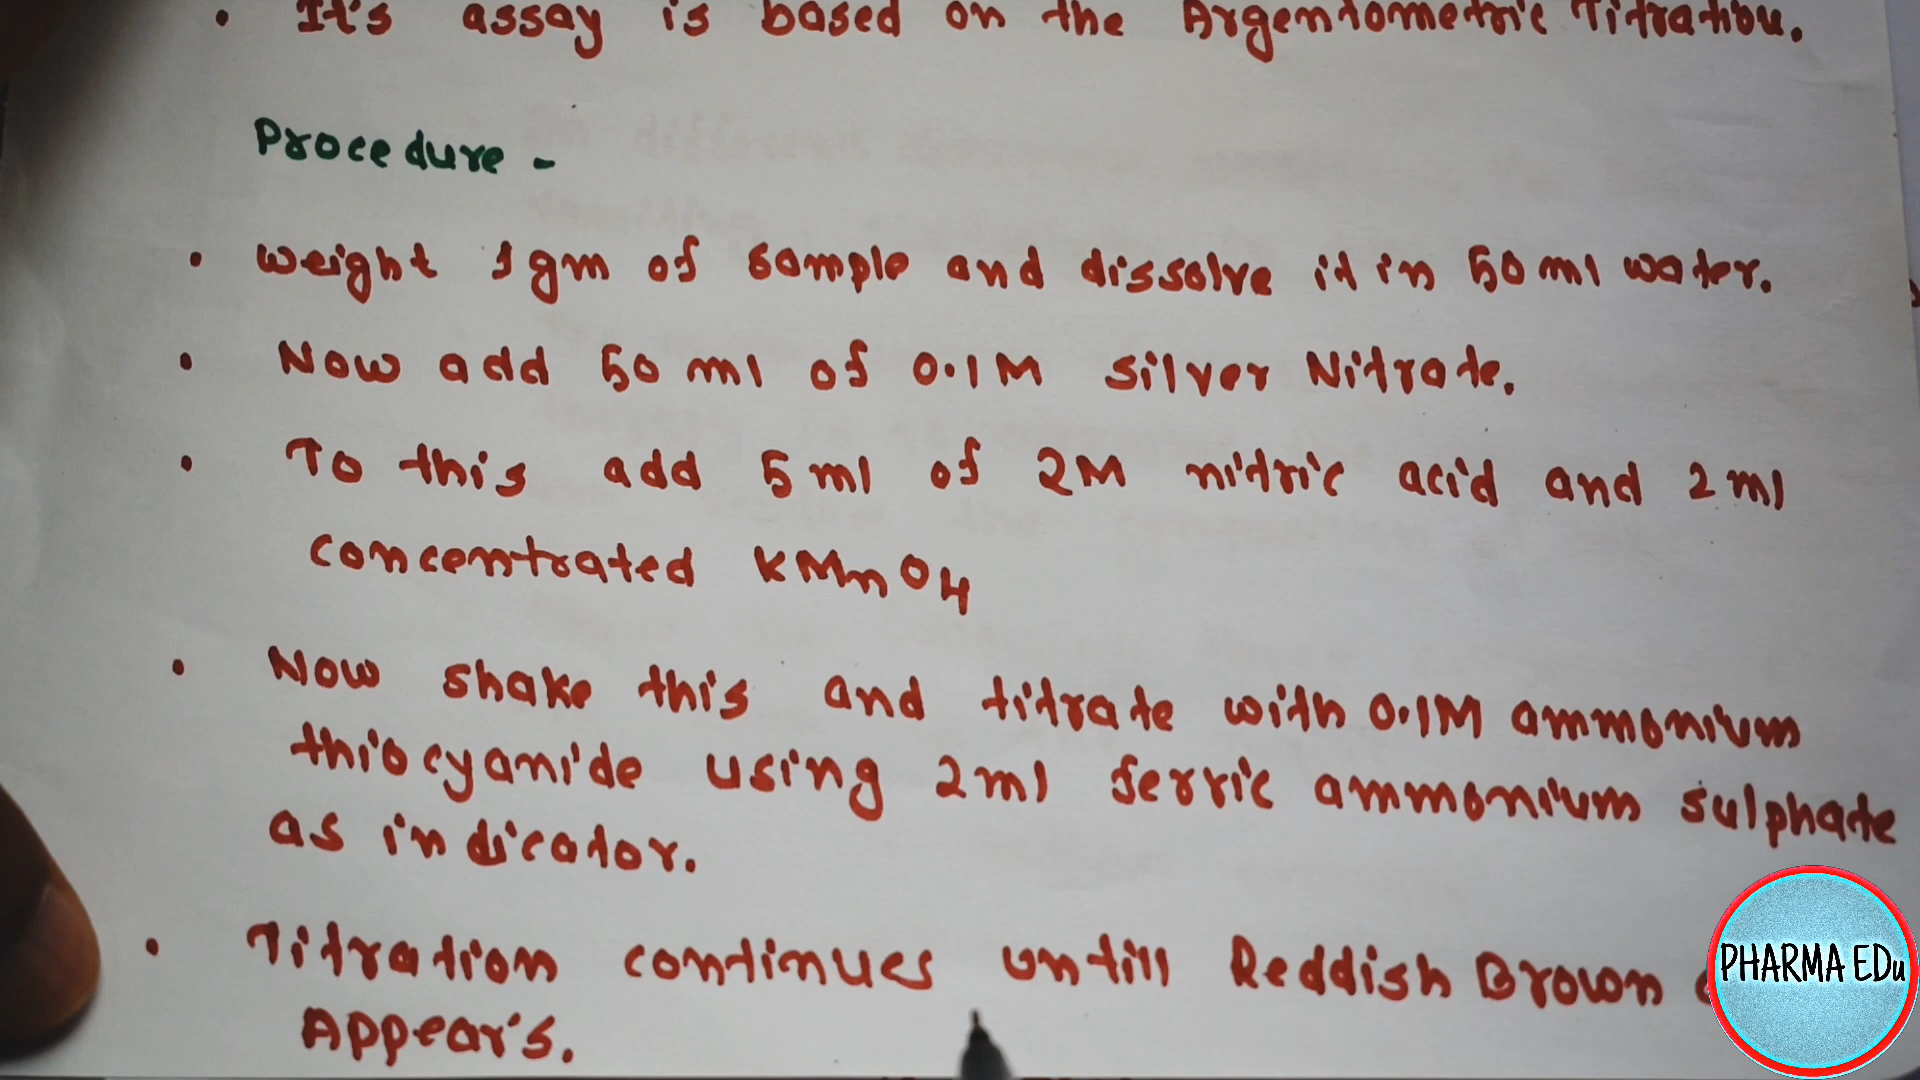 • It's assay is based on the Argentometric Titration.
Procedure -
• Weight 1gm of sample and dissolve it in 50 ml water.
• Now add 50 ml of 0.1M silver Nitrate.
• To this add 5 ml of 2M nitric acid and 2 ml
concentrated KMnO4
• Now shake this and titrate with 0.1M ammonium
thiocyanide using 2ml ferric ammonium sulphate
as indicator.
• Titration continues untill Reddish Brown
Appear's.
PHARMA EDu